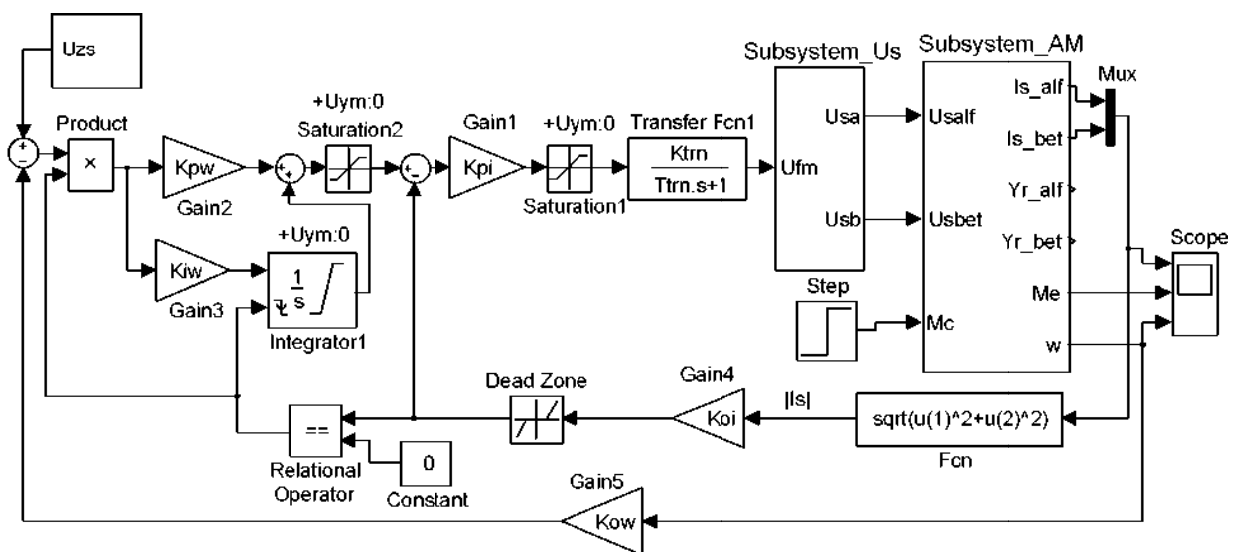 Uzs
Subsystem_Us
Subsystem_AM
Mux
Product
+Uym:0
Saturation2
Gain1
+Uym:0
Transfer Fcn1
Is_alf
Usa
Usalf
Is_bet
+
−
×
Kpw
+
+
+
−
Kpi
Ktrn
Ttrn.s+1
Ufm
Gain2
Saturation1
Yr_alf
Usb
Usbet
Yr_bet
Scope
+Uym:0
Kiw
1
s
Gain3
Step
Me
Mc
w
Integrator1
Dead Zone
Gain4
|Is|
Koi
sqrt(u(1)^2+u(2)^2)
==
0
Fcn
Relational
Operator
Constant
Gain5
Kow